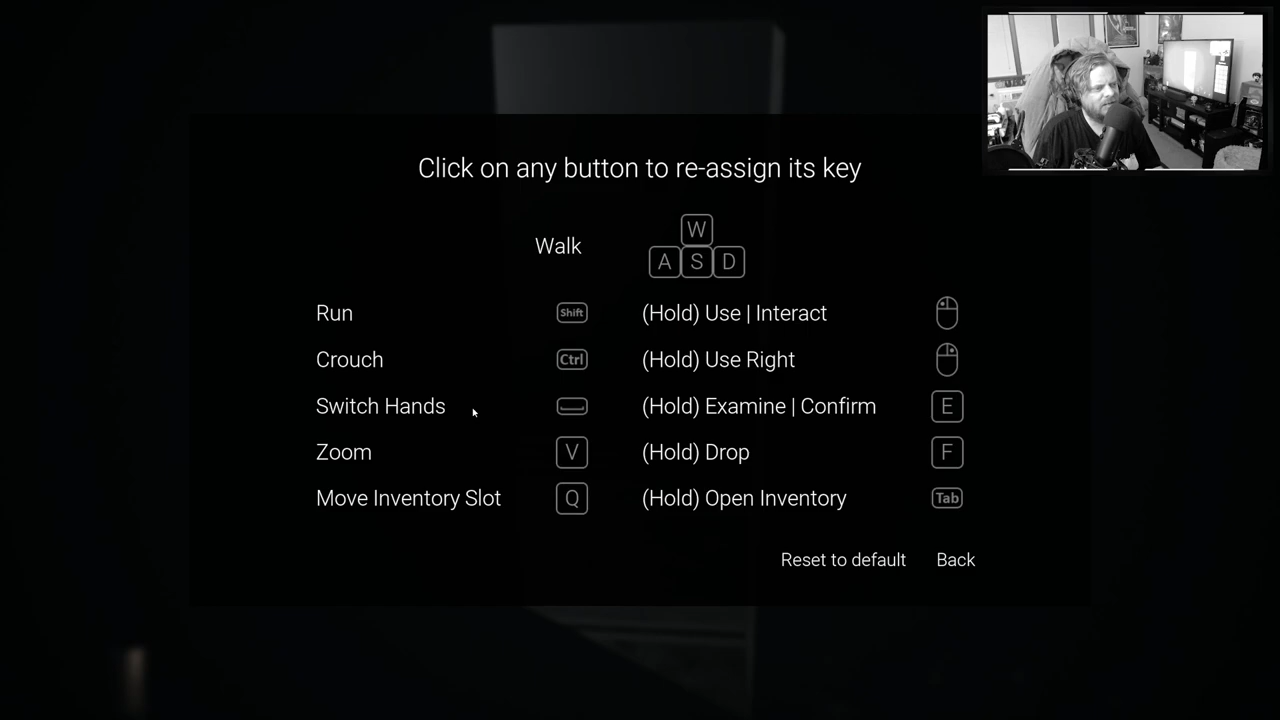 Click on any button to re-assign its key
Walk
W
A S D
Run Shift (Hold) Use | Interact
Crouch Ctrl (Hold) Use Right
Switch Hands (Hold) Examine | Confirm E
Zoom V (Hold) Drop F
Move Inventory Slot Q (Hold) Open Inventory Tab
Reset to default Back